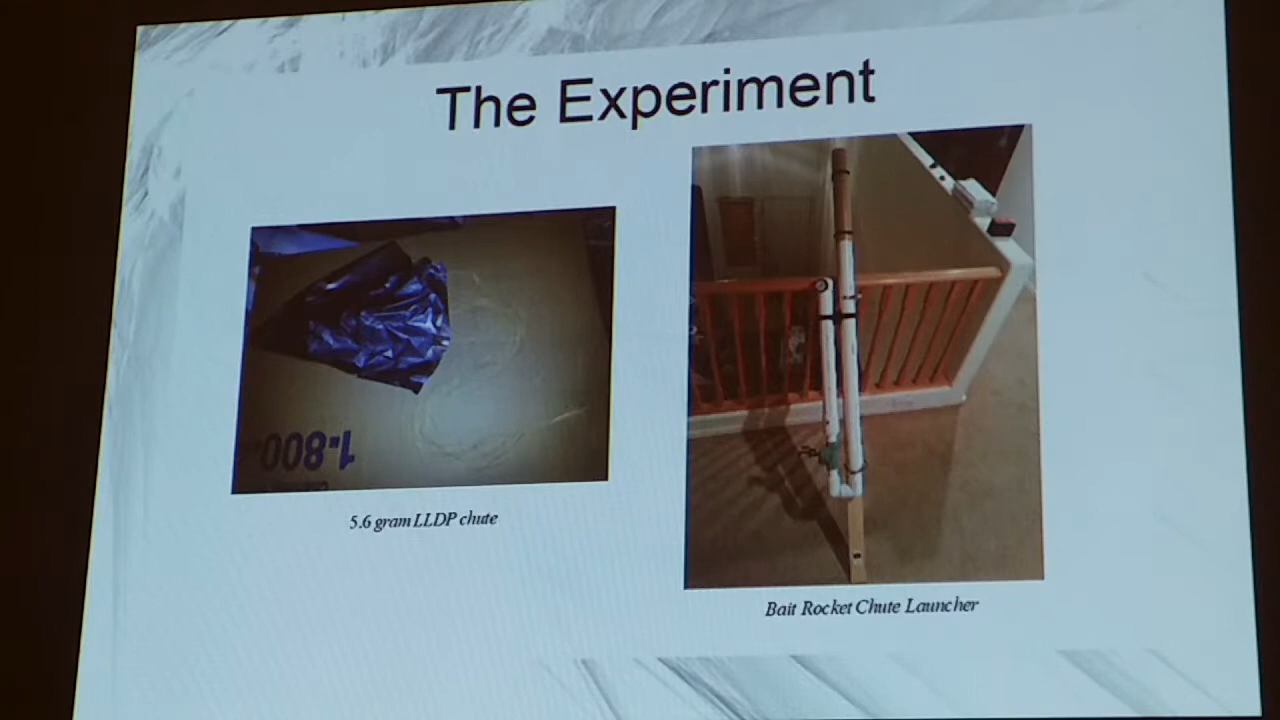 The Experiment
1-800
5.6 gram LLDP chute
Bait Rocket Chute Launcher